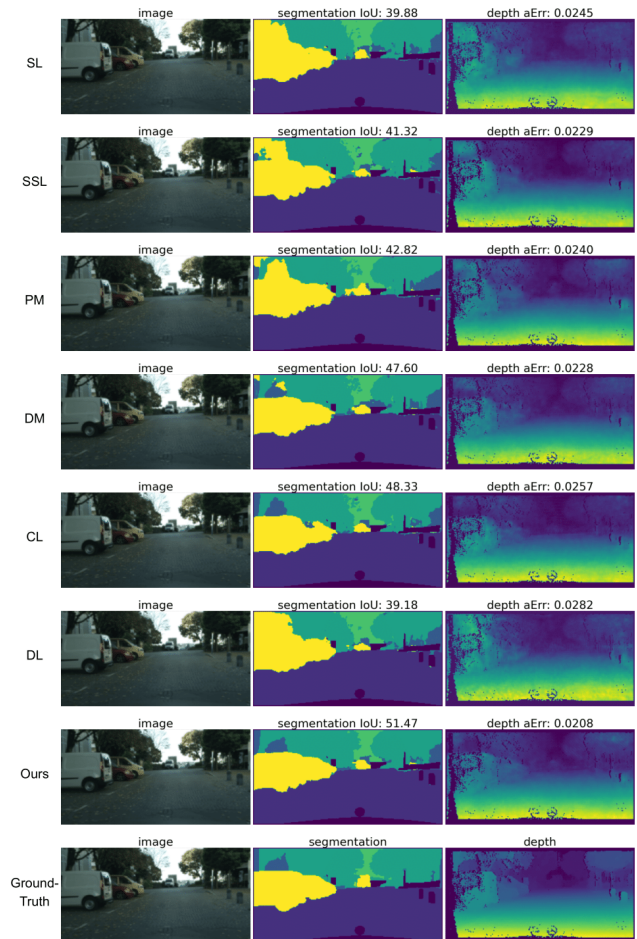 image segmentation IoU: 39.88 depth aErr: 0.0245
SL
image segmentation IoU: 41.32 depth aErr: 0.0229
SSL
image segmentation IoU: 42.82 depth aErr: 0.0240
PM
image segmentation IoU: 47.60 depth aErr: 0.0228
DM
image segmentation IoU: 48.33 depth aErr: 0.0257
CL
image segmentation IoU: 39.18 depth aErr: 0.0282
DL
image segmentation IoU: 51.47 depth aErr: 0.0208
Ours
image segmentation depth
Ground-
Truth